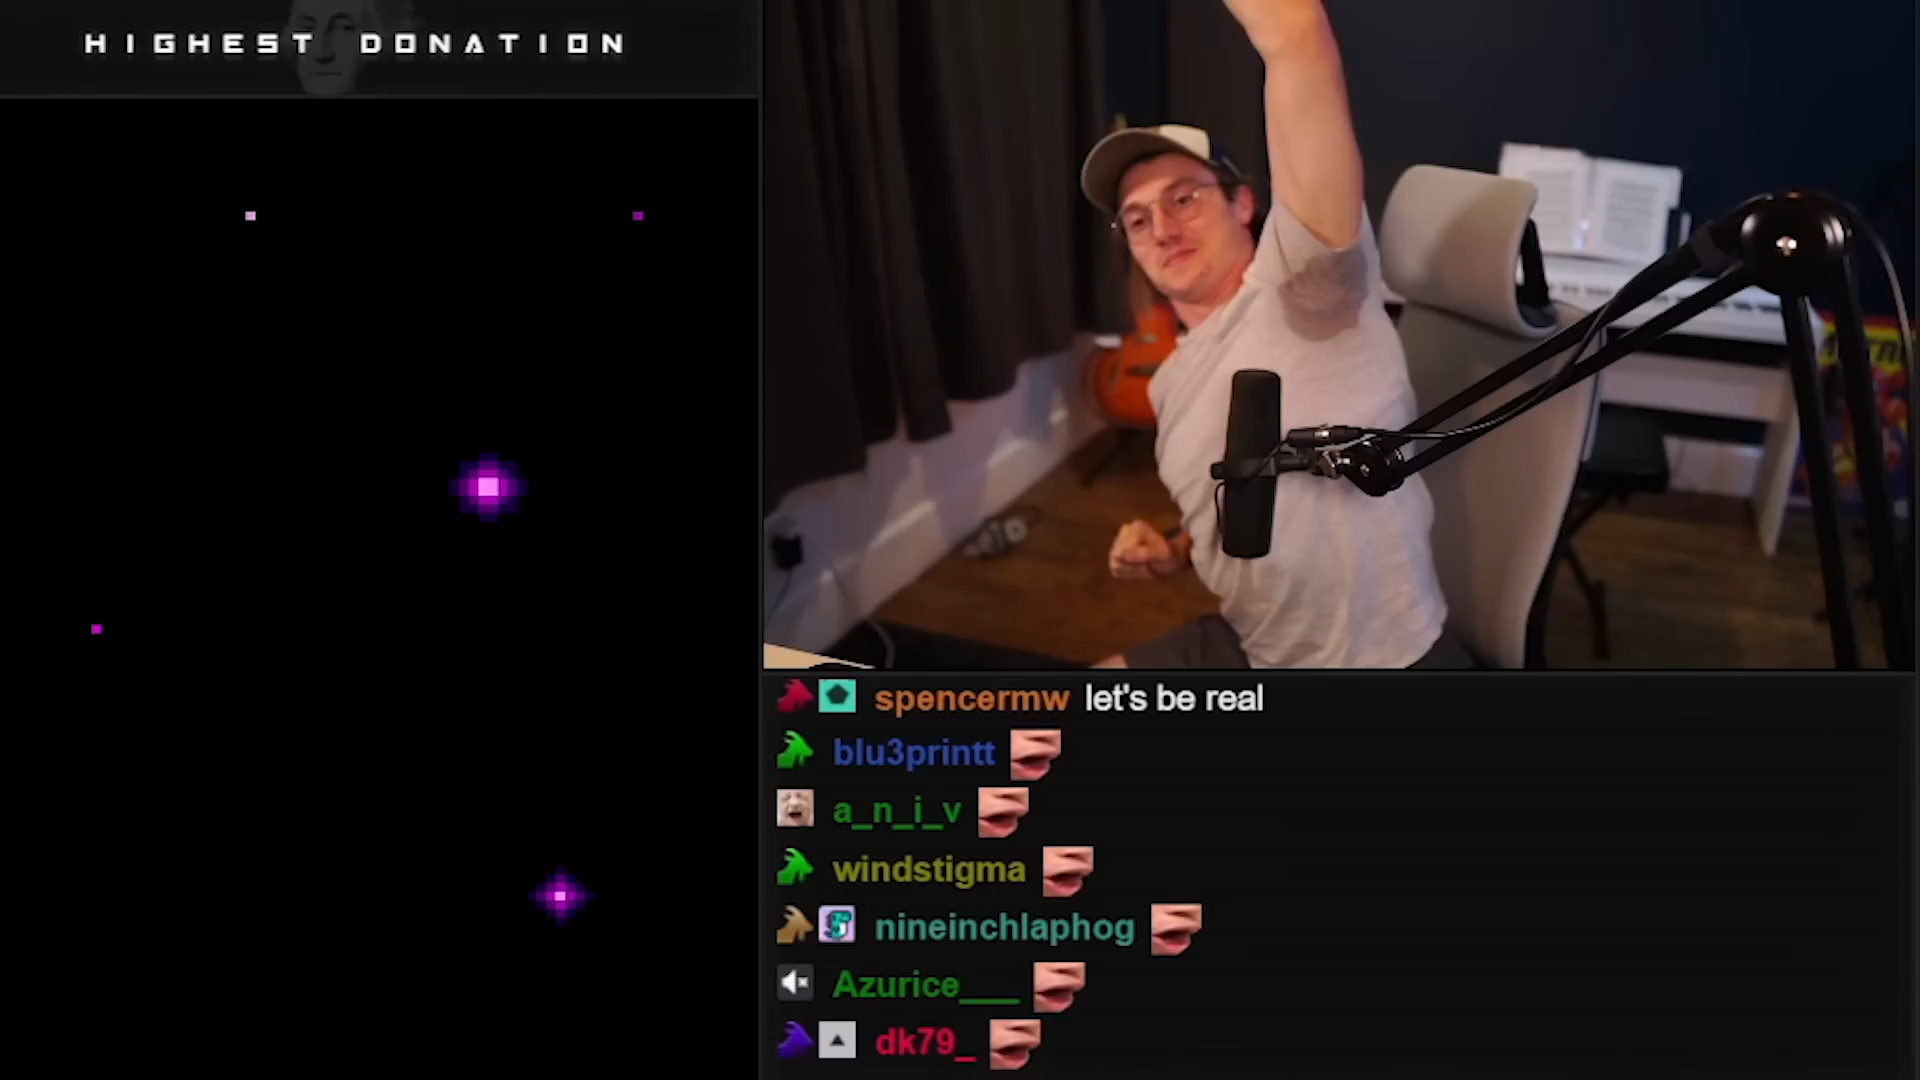 HIGHEST DONATION
spencermw let's be real
blu3printt
a_n_i_v
windstigma
nineinchlaphog
Azurice___
dk79_